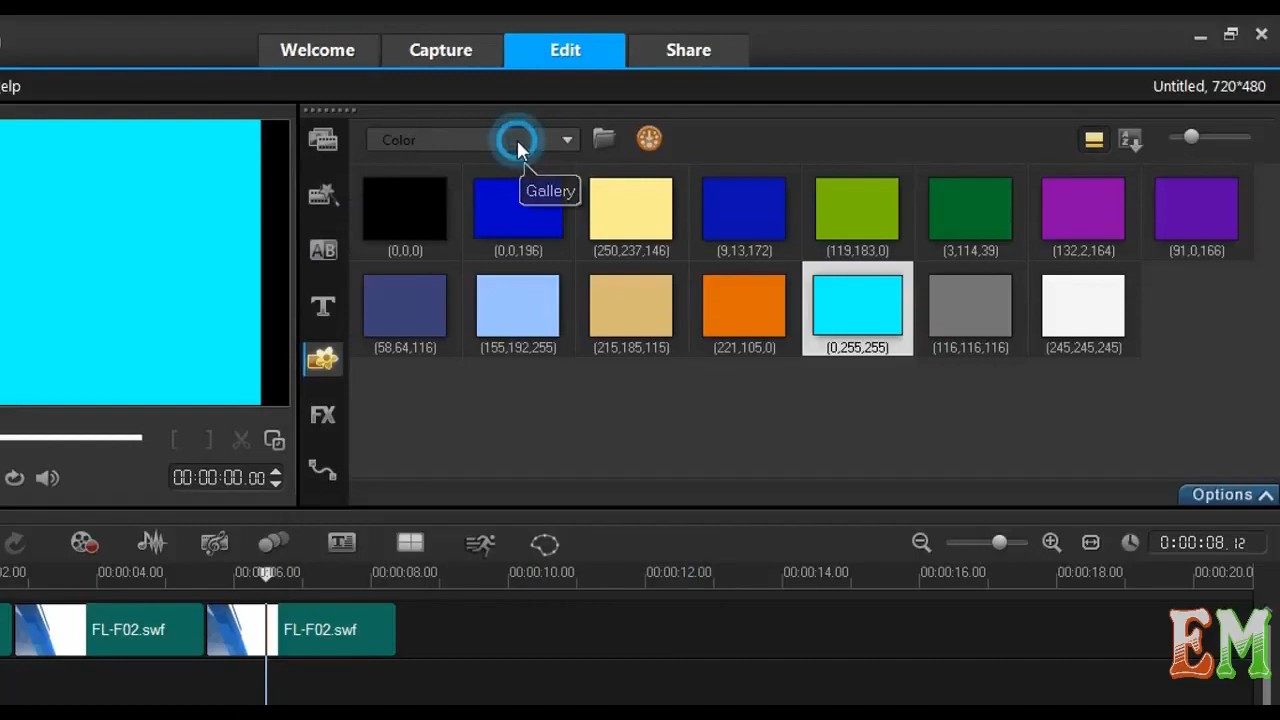 Welcome
Capture
Edit
Share
elp
Untitled, 720*480
Color
Gallery
(0,0,0)
(0,0,196)
(250,237,146)
(9,13,172)
(119,183,0)
(3,114,39)
(132,2,164)
(91,0,166)
(58,64,116)
(155,192,255)
(215,185,115)
(221,105,0)
(0,255,255)
(116,116,116)
(245,245,245)
AB
T
FX
[ ]
00:00:00.00
Options
0:00:08.12
02.00
00:00:04.00
00:00:06.00
00:00:08.00
00:00:10.00
00:00:12.00
00:00:14.00
00:00:16.00
00:00:18.00
00:00:20.0
FL-F02.swf
FL-F02.swf
EM